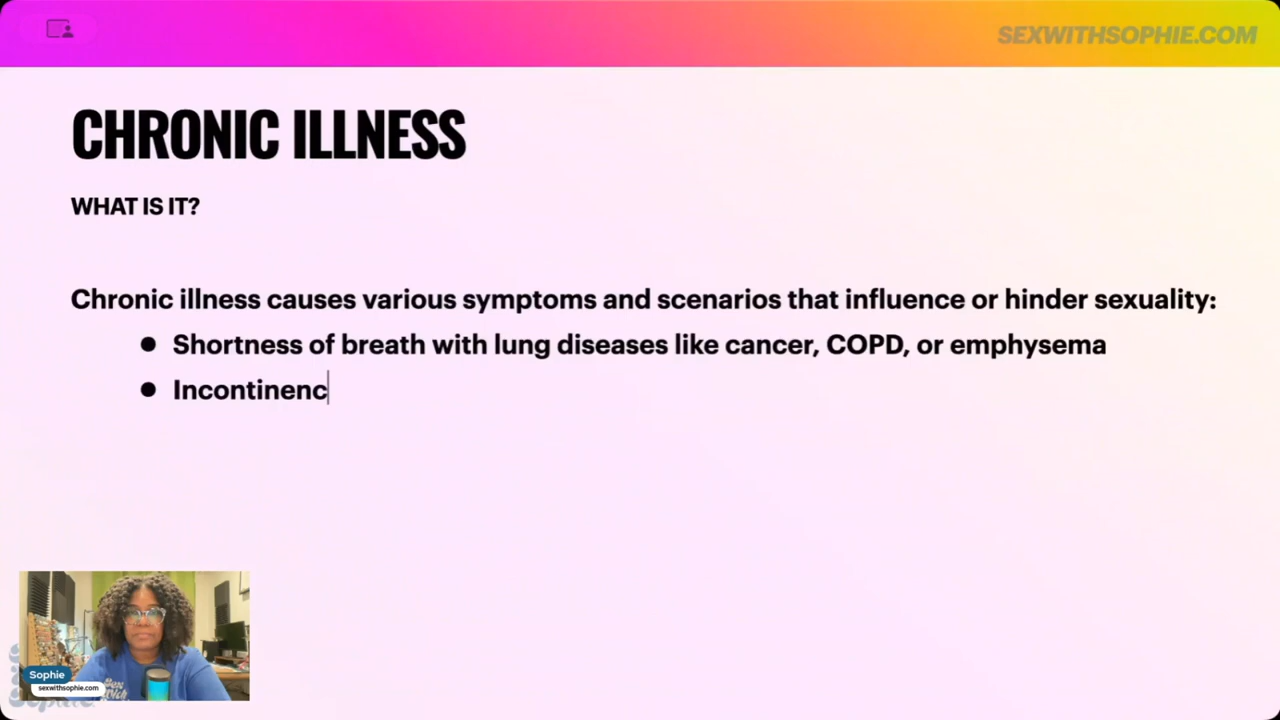 SEXWITHSOPHIE.COM
CHRONIC ILLNESS
WHAT IS IT?
Chronic illness causes various symptoms and scenarios that influence or hinder sexuality:
● Shortness of breath with lung diseases like cancer, COPD, or emphysema
● Incontinenc
Sophie
sexwithsophie.com